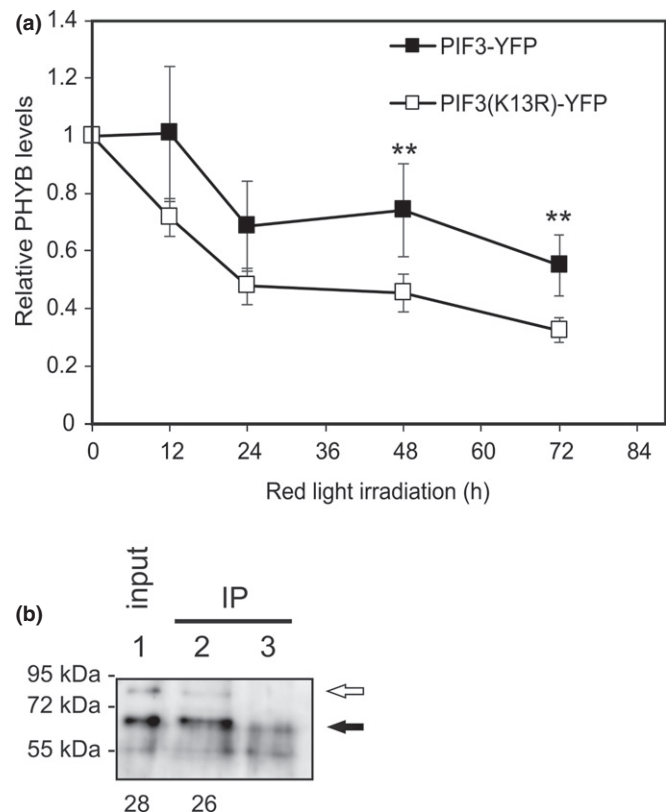 (a)
1.4
1.2
1
0.8
0.6
0.4
0.2
0
Relative PHYB levels
PIF3-YFP
PIF3(K13R)-YFP
**
**
0 12 24 36 48 60 72 84
Red light irradiation (h)
(b)
input
IP
1 2 3
95 kDa
72 kDa
55 kDa
28 26